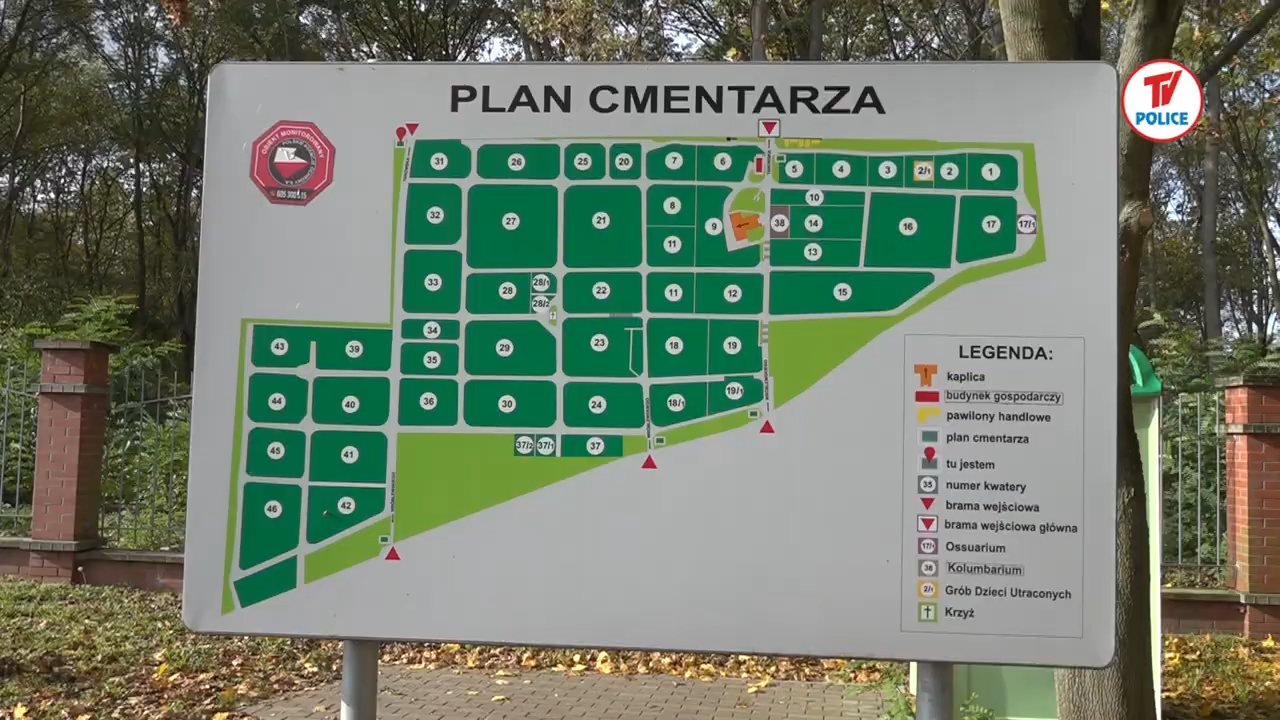 PLAN CMENTARZA
TV
POLICE
OBIEKT MONITOROWANY
31 26 25 20 7 6 5 4 3 2/1 2 1
32 27 21 8 9 38 10 14 16 17 17/1
11 13
33 28 28/1 22 11 12 15
28/2
34
43 39 35 29 23 18 19
44 40 36 30 24 18/1 19/1
45 41 37/2 37/1 37
46 42
LEGENDA:
kaplica
budynek gospodarczy
pawilony handlowe
plan cmentarza
tu jestem
35 numer kwatery
brama wejściowa
brama wejściowa główna
17/1 Ossuarium
38 Kolumbarium
2/1 Grób Dzieci Utraconych
Krzyż